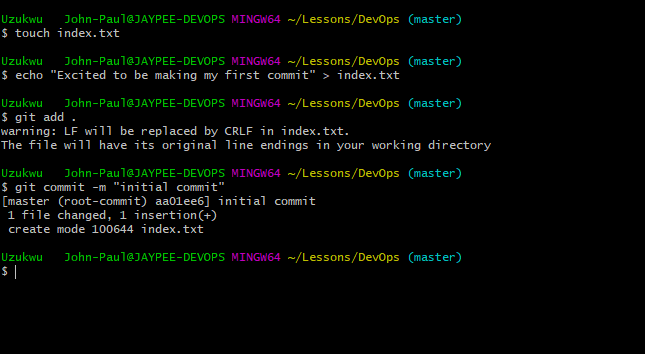 Uzukwu   John-Paul@JAYPEE-DEVOPS MINGW64 ~/Lessons/DevOps (master)
$ touch index.txt
Uzukwu   John-Paul@JAYPEE-DEVOPS MINGW64 ~/Lessons/DevOps (master)
$ echo "Excited to be making my first commit" > index.txt
Uzukwu   John-Paul@JAYPEE-DEVOPS MINGW64 ~/Lessons/DevOps (master)
$ git add .
warning: LF will be replaced by CRLF in index.txt.
The file will have its original line endings in your working directory
Uzukwu   John-Paul@JAYPEE-DEVOPS MINGW64 ~/Lessons/DevOps (master)
$ git commit -m "initial commit"
[master (root-commit) aa01ee6] initial commit
 1 file changed, 1 insertion(+)
 create mode 100644 index.txt
Uzukwu   John-Paul@JAYPEE-DEVOPS MINGW64 ~/Lessons/DevOps (master)
$